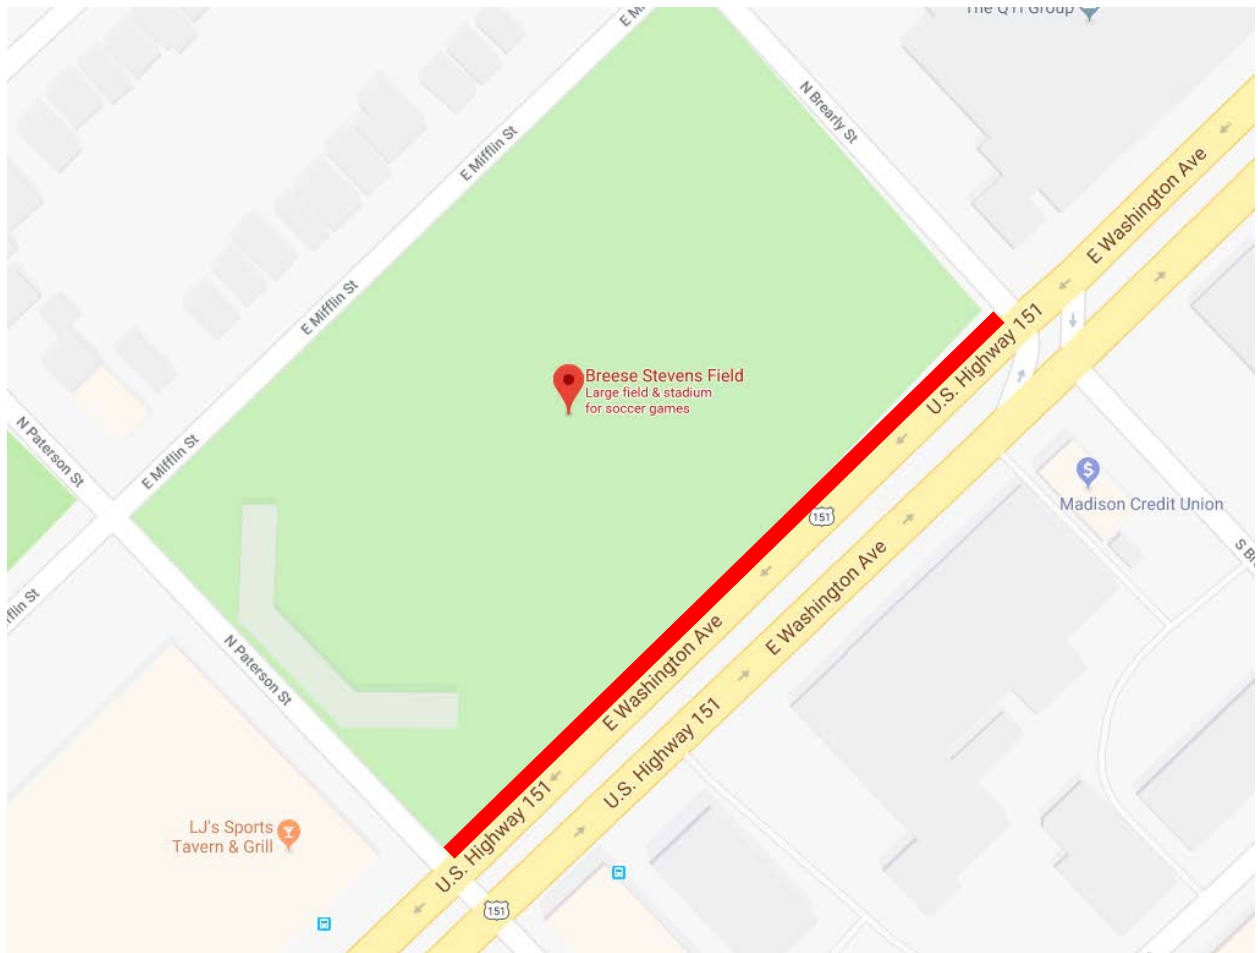 The QTI Group
E Mifflin St
N Brearly St
E Mifflin St
E Washington Ave
E Mifflin St
U.S. Highway 151
Breese Stevens Field
Large field & stadium
for soccer games
N Paterson St
E Mifflin St
Madison Credit Union
151
E Washington Ave
E Washington Ave
N Paterson St
U.S. Highway 151
U.S. Highway 151
LJ's Sports
Tavern & Grill
151